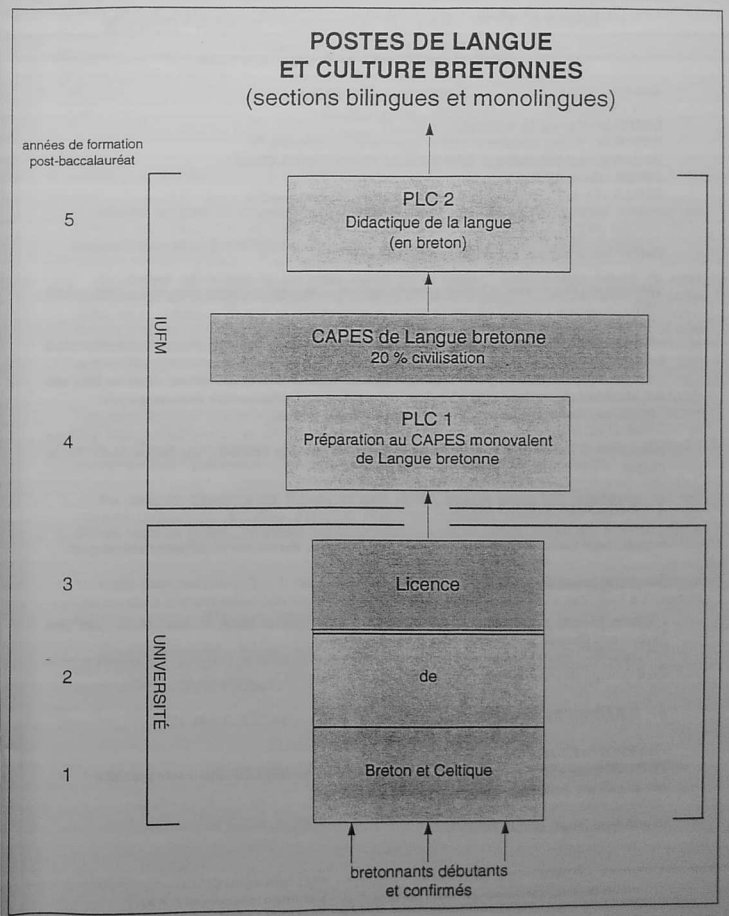 POSTES DE LANGUE
ET CULTURE BRETONNES
(sections bilingues et monolingues)
années de formation
post-baccalauréat
5
PLC 2
Didactique de la langue
(en breton)
IUFM
CAPES de Langue bretonne
20 % civilisation
4
PLC 1
Préparation au CAPES monovalent
de Langue bretonne
3
Licence
UNIVERSITÉ
2
de
1
Breton et Celtique
bretonnants débutants
et confirmés